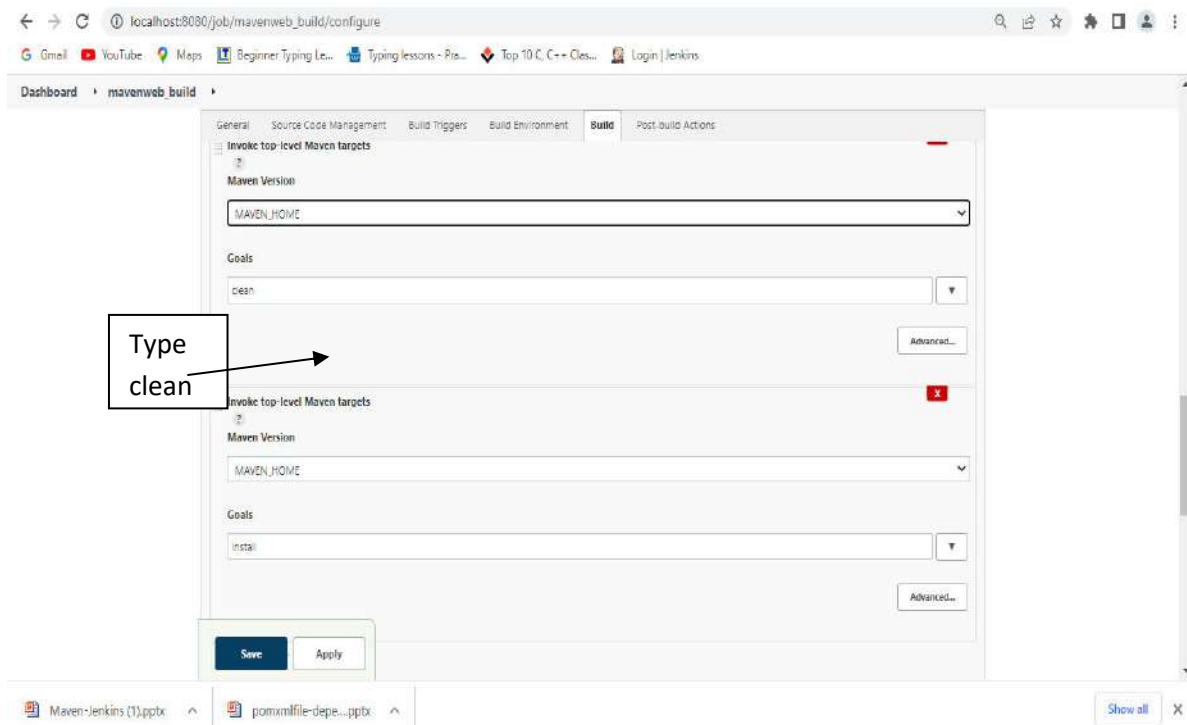 localhost:8080/job/mavenweb_build/configure
Gmail YouTube Maps Beginner Typing Le... Typing lessons - Pra... Top 10 C, C++ Clas... Login | Jenkins
Dashboard mavenweb_build
General Source Code Management Build Triggers Build Environment Build Post-build Actions
Invoke top-level Maven targets
?
Maven Version
MAVEN_HOME
Goals
clean
Advanced...
Type
clean
X
Invoke top-level Maven targets
?
Maven Version
MAVEN_HOME
Goals
install
Advanced...
Save Apply
Maven-Jenkins (1).pptx pomxmlfile-depe....pptx Show all X